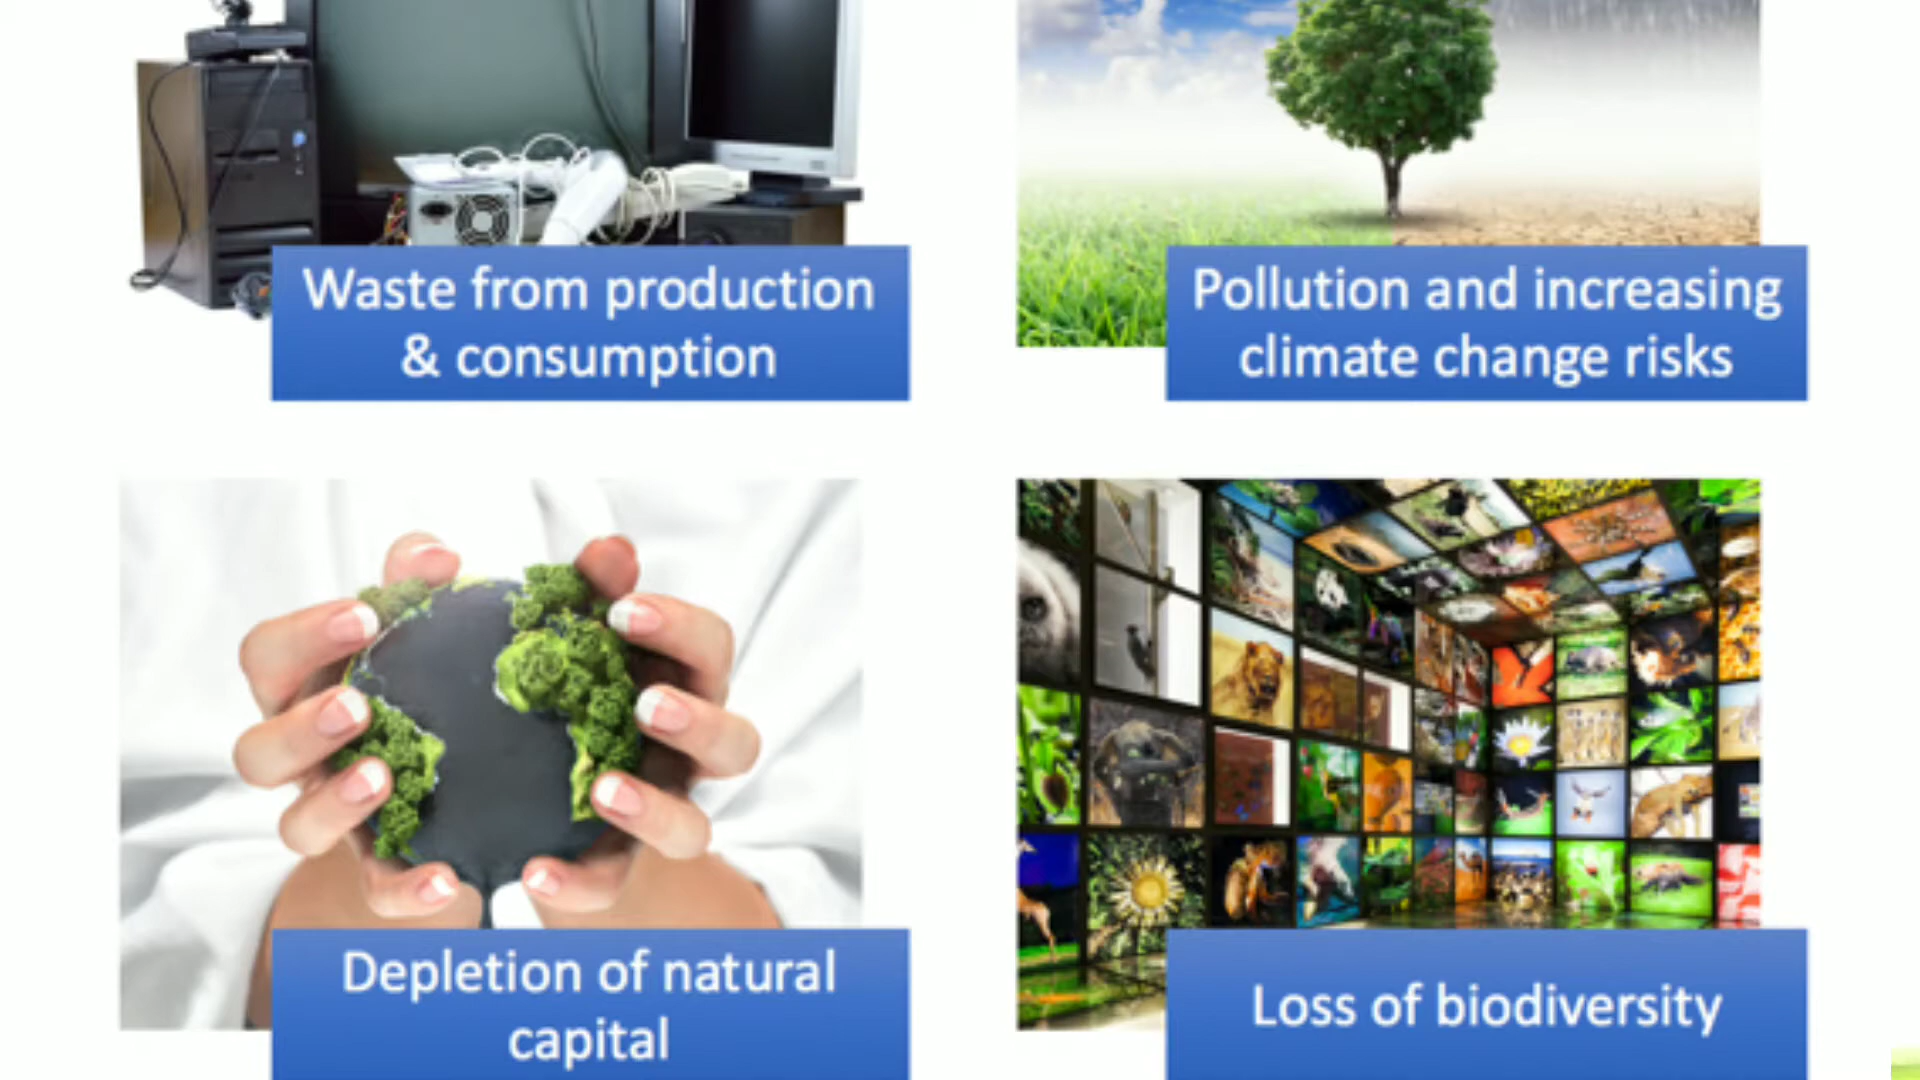 Waste from production
& consumption
Pollution and increasing
climate change risks
Depletion of natural
capital
Loss of biodiversity